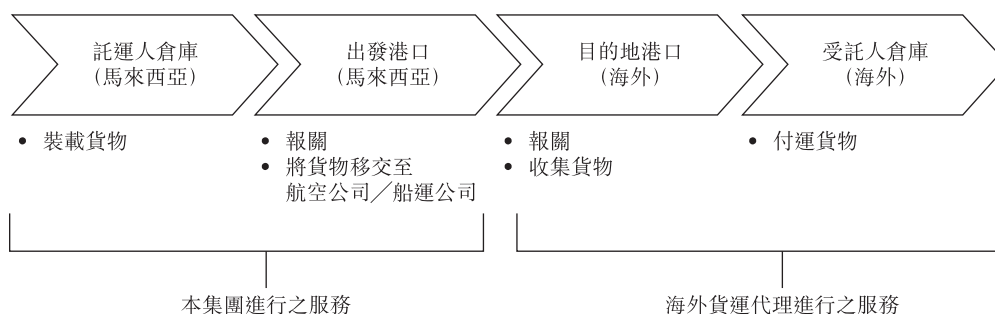 託運人倉庫
(馬來西亞)
出發港口
(馬來西亞)
目的地港口
(海外)
受託人倉庫
(海外)
• 裝載貨物
• 報關
• 將貨物移交至
航空公司／船運公司
• 報關
• 收集貨物
• 付運貨物
本集團進行之服務
海外貨運代理進行之服務